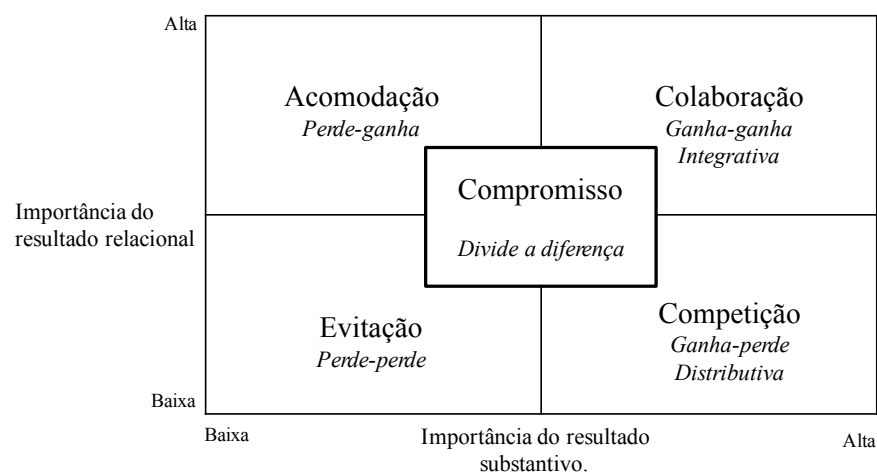 Alta
Acomodação
Perde-ganha
Colaboração
Ganha-ganha
Integrativa
Compromisso
Divide a diferença
Importância do
resultado relacional
Evitação
Perde-perde
Competição
Ganha-perde
Distributiva
Baixa
Baixa
Importância do resultado
substantivo.
Alta